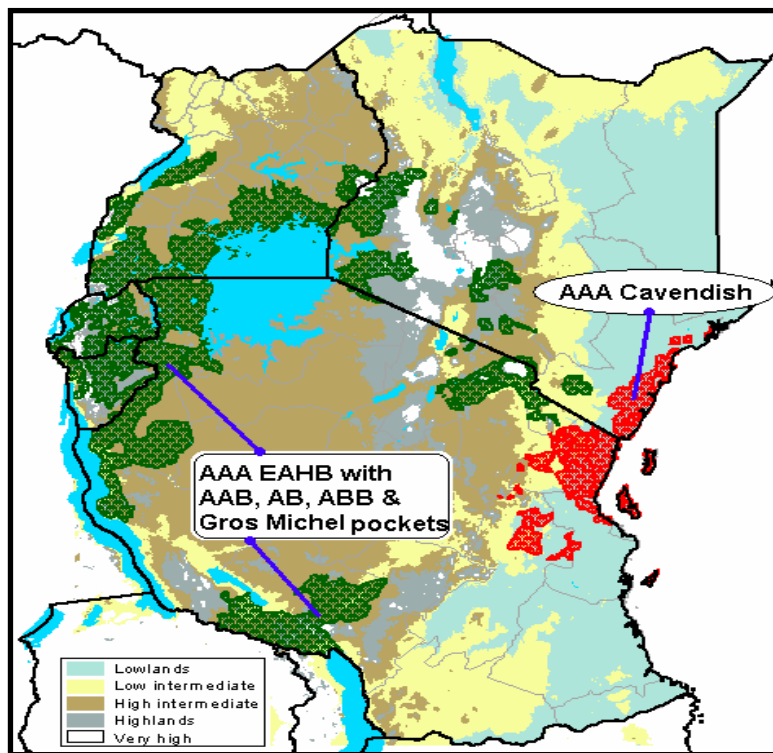 AAA Cavendish
AAA EAHB with
AAB, AB, ABB &
Gros Michel pockets
Lowlands
Low intermediate
High intermediate
Highlands
Very high